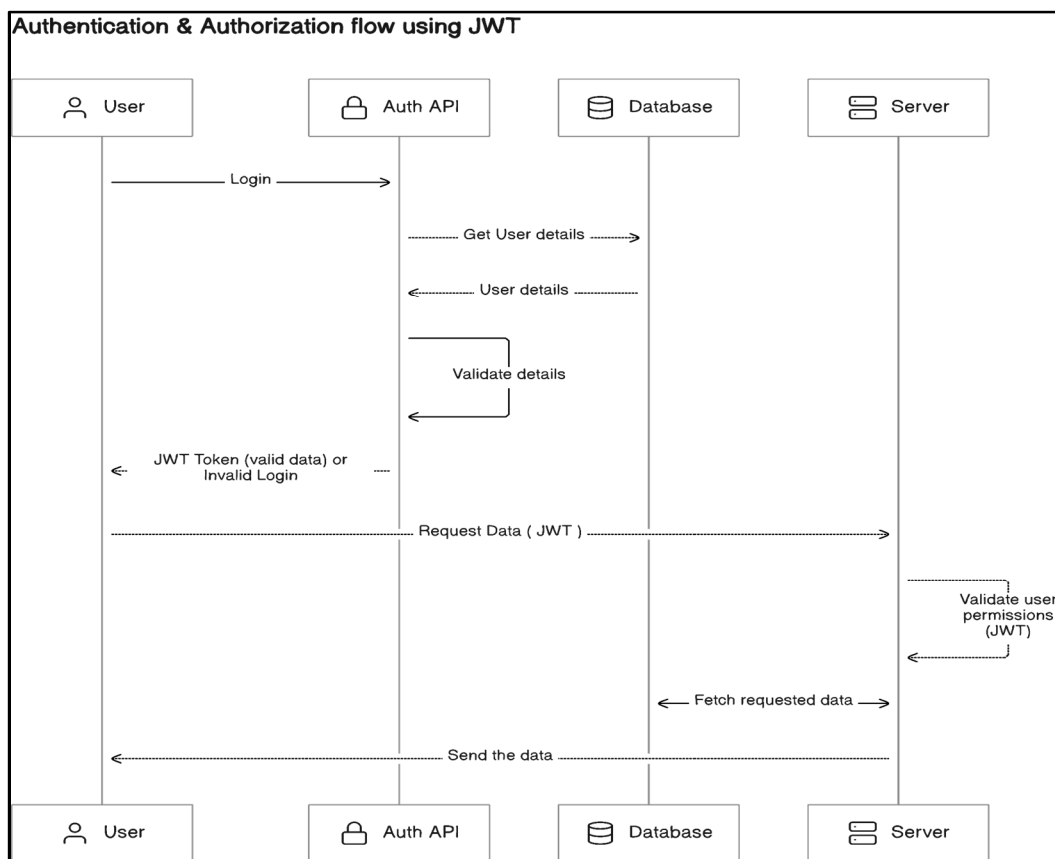 Authentication & Authorization flow using JWT
User
Auth API
Database
Server
Login
Get User details
User details
Validate details
JWT Token (valid data) or
Invalid Login
Request Data ( JWT )
Validate user
permissions
(JWT)
Fetch requested data
Send the data
User
Auth API
Database
Server